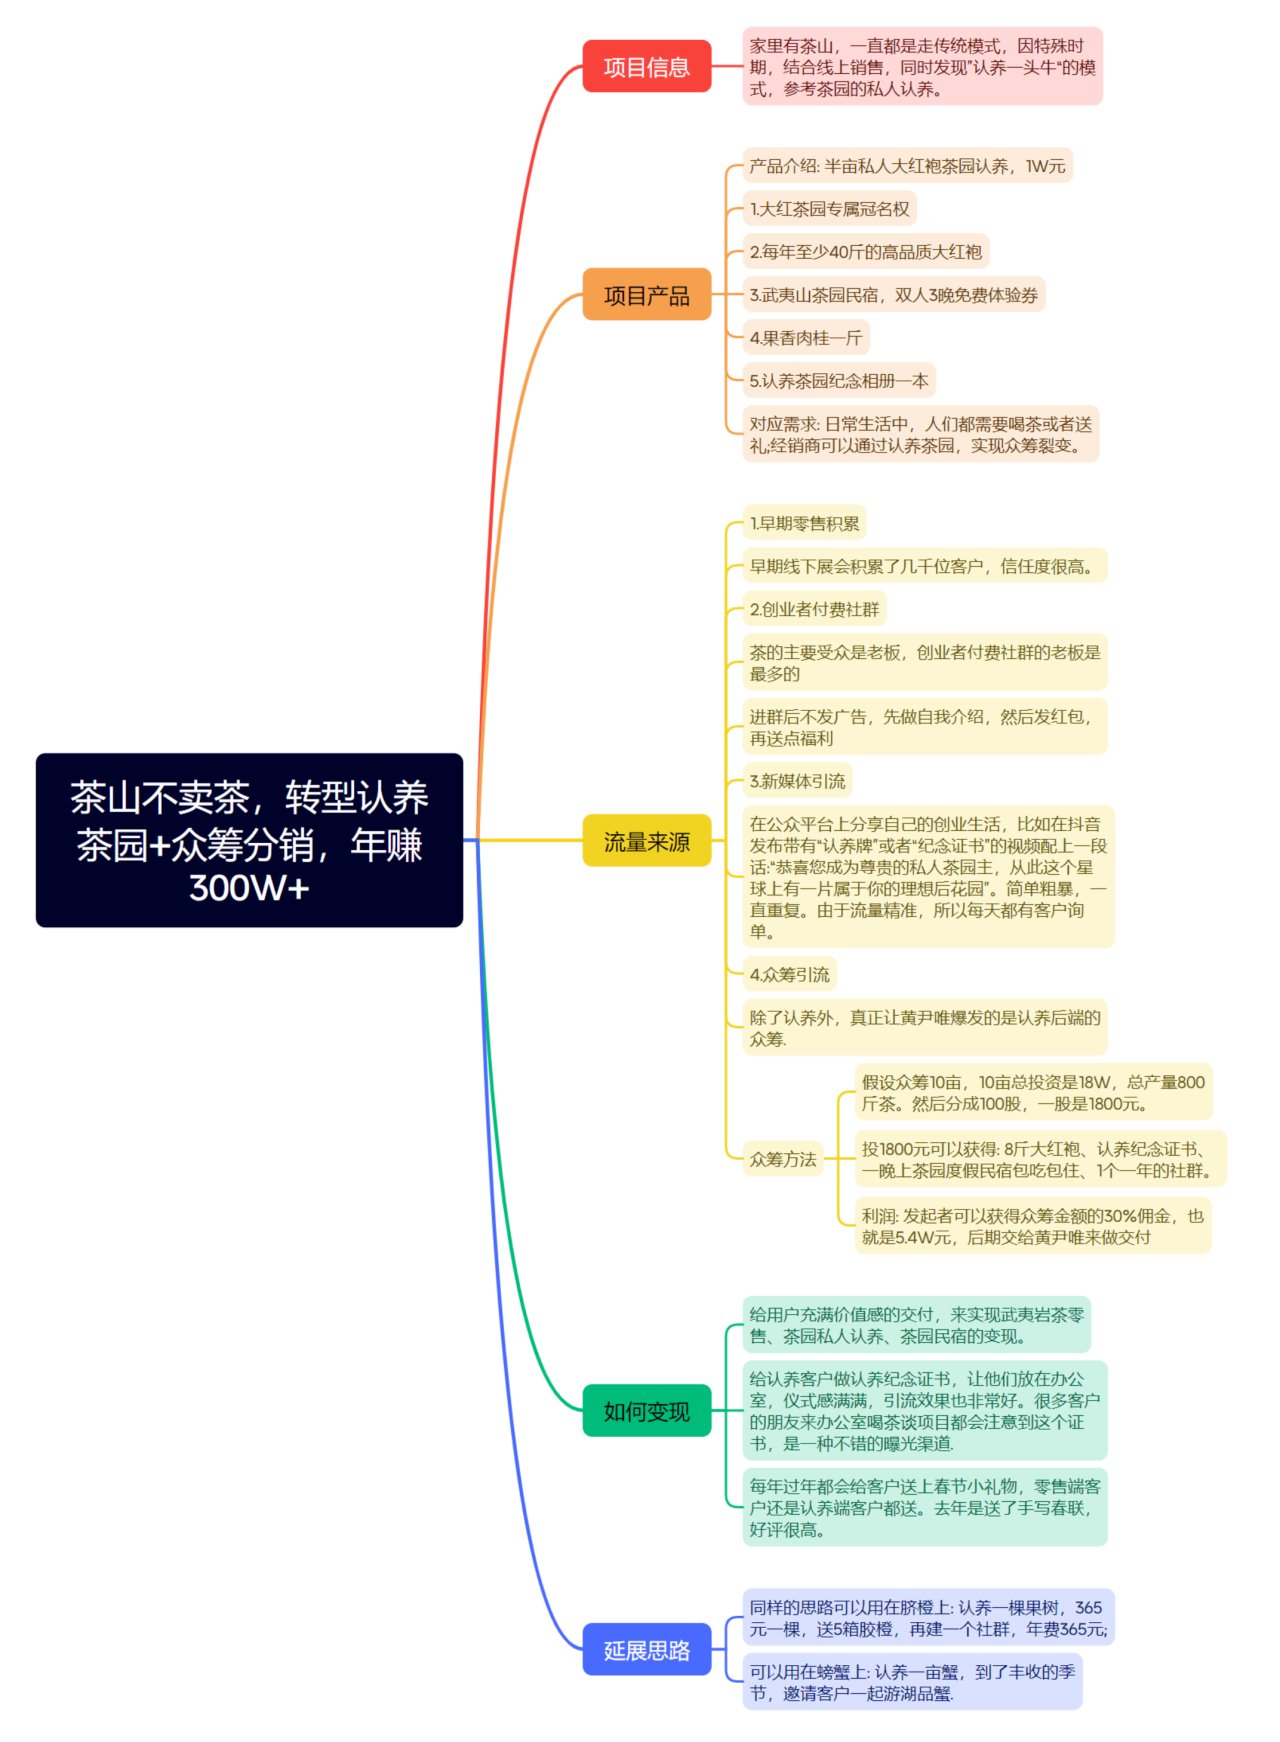 茶山不卖茶，转型认养
茶园+众筹分销，年赚
300W+
项目信息
家里有茶山，一直都是走传统模式，因特殊时
期，结合线上销售，同时发现”认养一头牛“的模
式，参考茶园的私人认养。
项目产品
产品介绍: 半亩私人大红袍茶园认养，1W元
1.大红茶园专属冠名权
2.每年至少40斤的高品质大红袍
3.武夷山茶园民宿，双人3晚免费体验券
4.果香肉桂一斤
5.认养茶园纪念相册一本
对应需求: 日常生活中，人们都需要喝茶或者送
礼;经销商可以通过认养茶园，实现众筹裂变。
流量来源
1.早期零售积累
早期线下展会积累了几千位客户，信任度很高。
2.创业者付费社群
茶的主要受众是老板，创业者付费社群的老板是
最多的
进群后不发广告，先做自我介绍，然后发红包，
再送点福利
3.新媒体引流
在公众平台上分享自己的创业生活，比如在抖音
发布带有“认养牌”或者“纪念证书”的视频配上一段
话:“恭喜您成为尊贵的私人茶园主，从此这个星
球上有一片属于你的理想后花园”。简单粗暴，一
直重复。由于流量精准，所以每天都有客户询
单。
4.众筹引流
除了认养外，真正让黄尹唯爆发的是认养后端的
众筹.
众筹方法
假设众筹10亩，10亩总投资是18W，总产量800
斤茶。然后分成100股，一股是1800元。
投1800元可以获得: 8斤大红袍、认养纪念证书、
一晚上茶园度假民宿包吃包住、1个一年的社群。
利润: 发起者可以获得众筹金额的30%佣金，也
就是5.4W元，后期交给黄尹唯来做交付
如何变现
给用户充满价值感的交付，来实现武夷岩茶零
售、茶园私人认养、茶园民宿的变现。
给认养客户做认养纪念证书，让他们放在办公
室，仪式感满满，引流效果也非常好。很多客户
的朋友来办公室喝茶谈项目都会注意到这个证
书，是一种不错的曝光渠道.
每年过年都会给客户送上春节小礼物，零售端客
户还是认养端客户都送。去年是送了手写春联，
好评很高。
延展思路
同样的思路可以用在脐橙上: 认养一棵果树，365
元一棵，送5箱胶橙，再建一个社群，年费365元;
可以用在螃蟹上: 认养一亩蟹，到了丰收的季
节，邀请客户一起游湖品蟹.